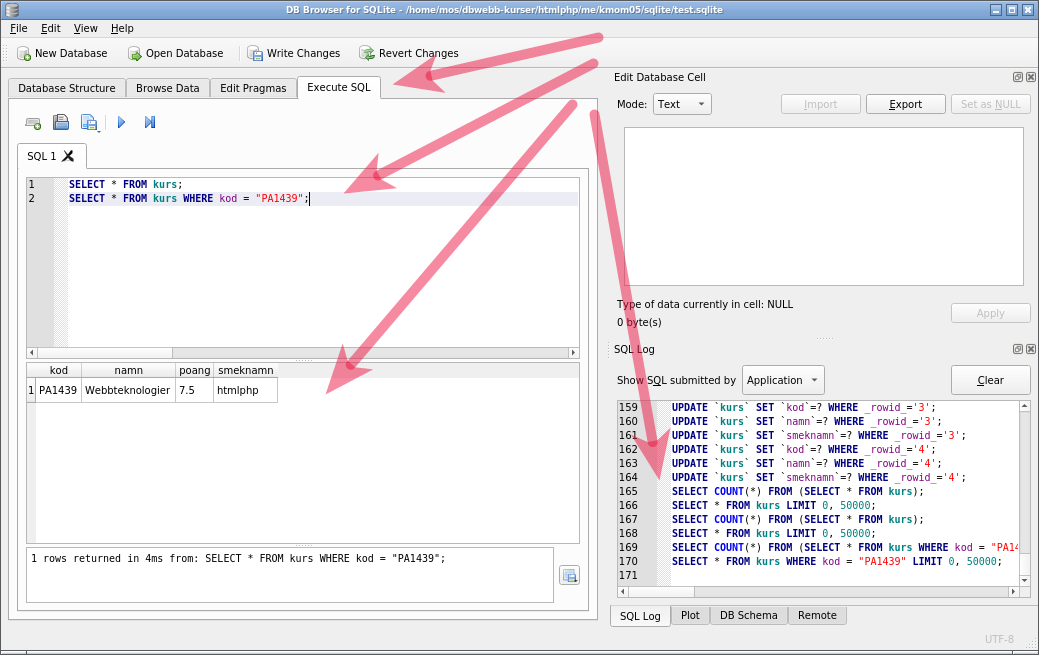 DB Browser for SQLite - /home/mos/dbwebb-kurser/htmlphp/me/kmom05/sqlite/test.sqlite
File Edit View Help
New Database Open Database Write Changes Revert Changes
Database Structure Browse Data Edit Pragmas Execute SQL
SQL 1
1 SELECT * FROM kurs;
2 SELECT * FROM kurs WHERE kod = "PA1439";
kod namn poang smeknamn
1 PA1439 Webbteknologier 7.5 htmlphp
1 rows returned in 4ms from: SELECT * FROM kurs WHERE kod = "PA1439";
Edit Database Cell
Mode: Text Import Export Set as NULL
Type of data currently in cell: NULL
0 byte(s)
Apply
SQL Log
Show SQL submitted by Application Clear
159 UPDATE `kurs` SET `kod`=? WHERE _rowid_='3';
160 UPDATE `kurs` SET `namn`=? WHERE _rowid_='3';
161 UPDATE `kurs` SET `smeknamn`=? WHERE _rowid_='3';
162 UPDATE `kurs` SET `kod`=? WHERE _rowid_='4';
163 UPDATE `kurs` SET `namn`=? WHERE _rowid_='4';
164 UPDATE `kurs` SET `smeknamn`=? WHERE _rowid_='4';
165 SELECT COUNT(*) FROM (SELECT * FROM kurs);
166 SELECT * FROM kurs LIMIT 0, 50000;
167 SELECT COUNT(*) FROM (SELECT * FROM kurs);
168 SELECT * FROM kurs LIMIT 0, 50000;
169 SELECT COUNT(*) FROM (SELECT * FROM kurs WHERE kod = "PA14
170 SELECT * FROM kurs WHERE kod = "PA1439" LIMIT 0, 50000;
171
SQL Log Plot DB Schema Remote
UTF-8